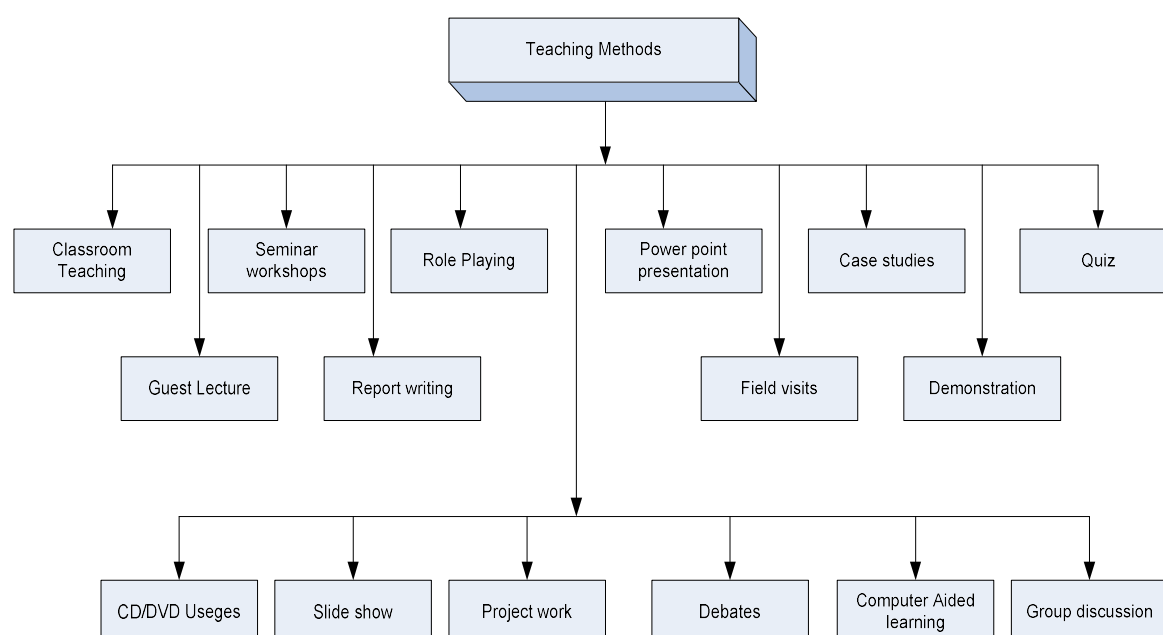 Teaching Methods
Classroom
Teaching
Seminar
workshops
Role Playing
Power point
presentation
Case studies
Quiz
Guest Lecture
Report writing
Field visits
Demonstration
CD/DVD Useges
Slide show
Project work
Debates
Computer Aided
learning
Group discussion